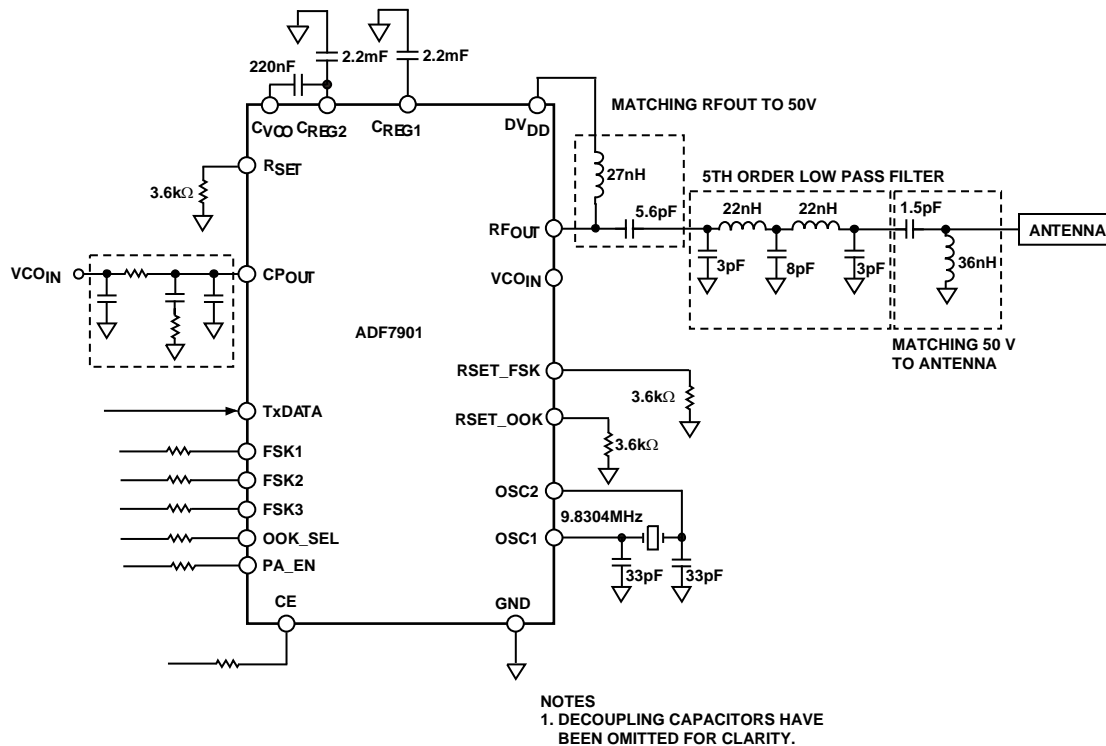 2.2mF
2.2mF
220nF
CVCO
CREG2
CREG1
DVDD
MATCHING RFOUT TO 50V
RSET
3.6kΩ
27nH
5TH ORDER LOW PASS FILTER
5.6pF
22nH
22nH
1.5pF
RFOUT
ANTENNA
3pF
8pF
3pF
36nH
VCOIN
CPOUT
VCOIN
ADF7901
MATCHING 50 V
TO ANTENNA
RSET_FSK
3.6kΩ
TxDATA
RSET_OOK
3.6kΩ
FSK1
FSK2
FSK3
OSC2
9.8304MHz
OOK_SEL
OSC1
PA_EN
33pF
33pF
CE
GND
NOTES
1. DECOUPLING CAPACITORS HAVE
BEEN OMITTED FOR CLARITY.